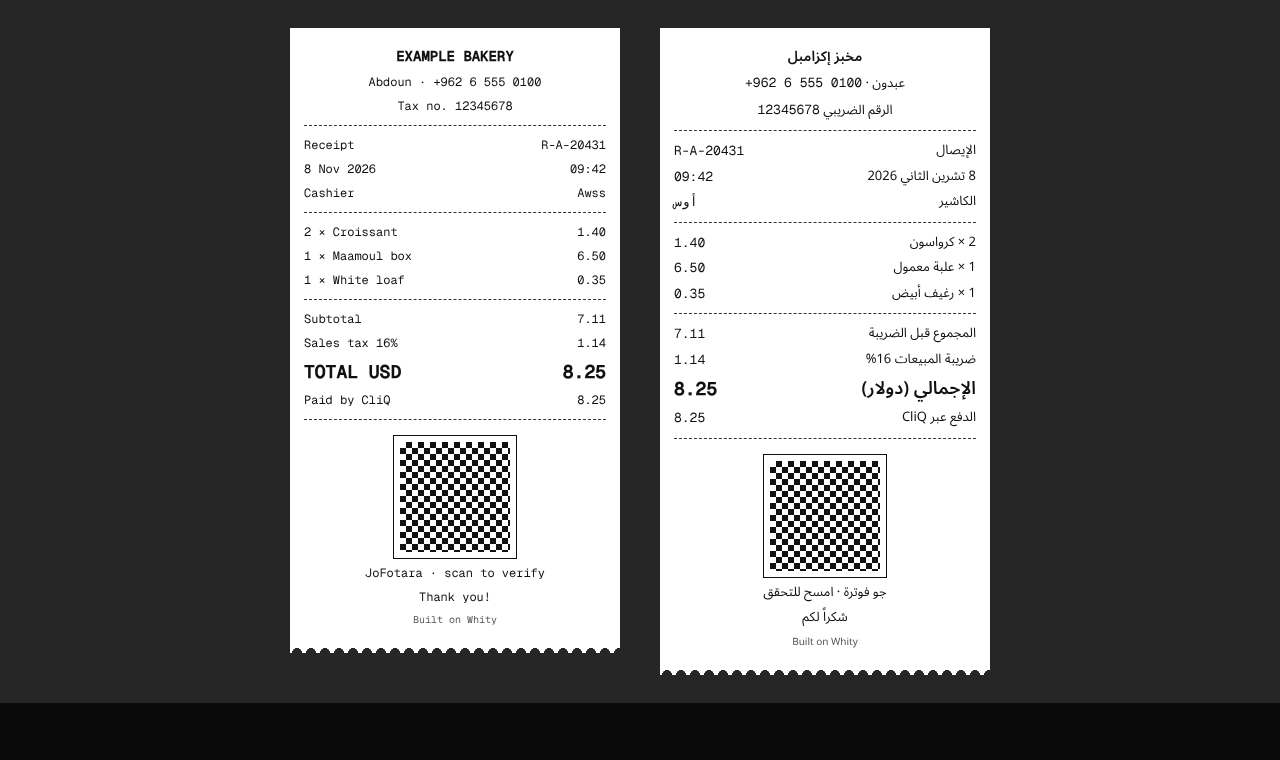 EXAMPLE BAKERY
Abdoun · +962 6 555 0100
Tax no. 12345678
Receipt R-A-20431
8 Nov 2026 09:42
Cashier Awss
2 × Croissant 1.40
1 × Maamoul box 6.50
1 × White loaf 0.35
Subtotal 7.11
Sales tax 16% 1.14
TOTAL USD 8.25
Paid by CliQ 8.25
JoFotara · scan to verify
Thank you!
Built on Whity
مخبز إكزامبل
عبدون · 0100 555 6 962+
الرقم الضريبي 12345678
الإيصال R-A-20431
8 تشرين الثاني 2026 09:42
الكاشير أوس
2 × كرواسون 1.40
1 × علبة معمول 6.50
1 × رغيف أبيض 0.35
المجموع قبل الضريبة 7.11
ضريبة المبيعات 16% 1.14
الإجمالي (دولار) 8.25
الدفع عبر CliQ 8.25
جو فوترة · امسح للتحقق
شكراً لكم
Built on Whity